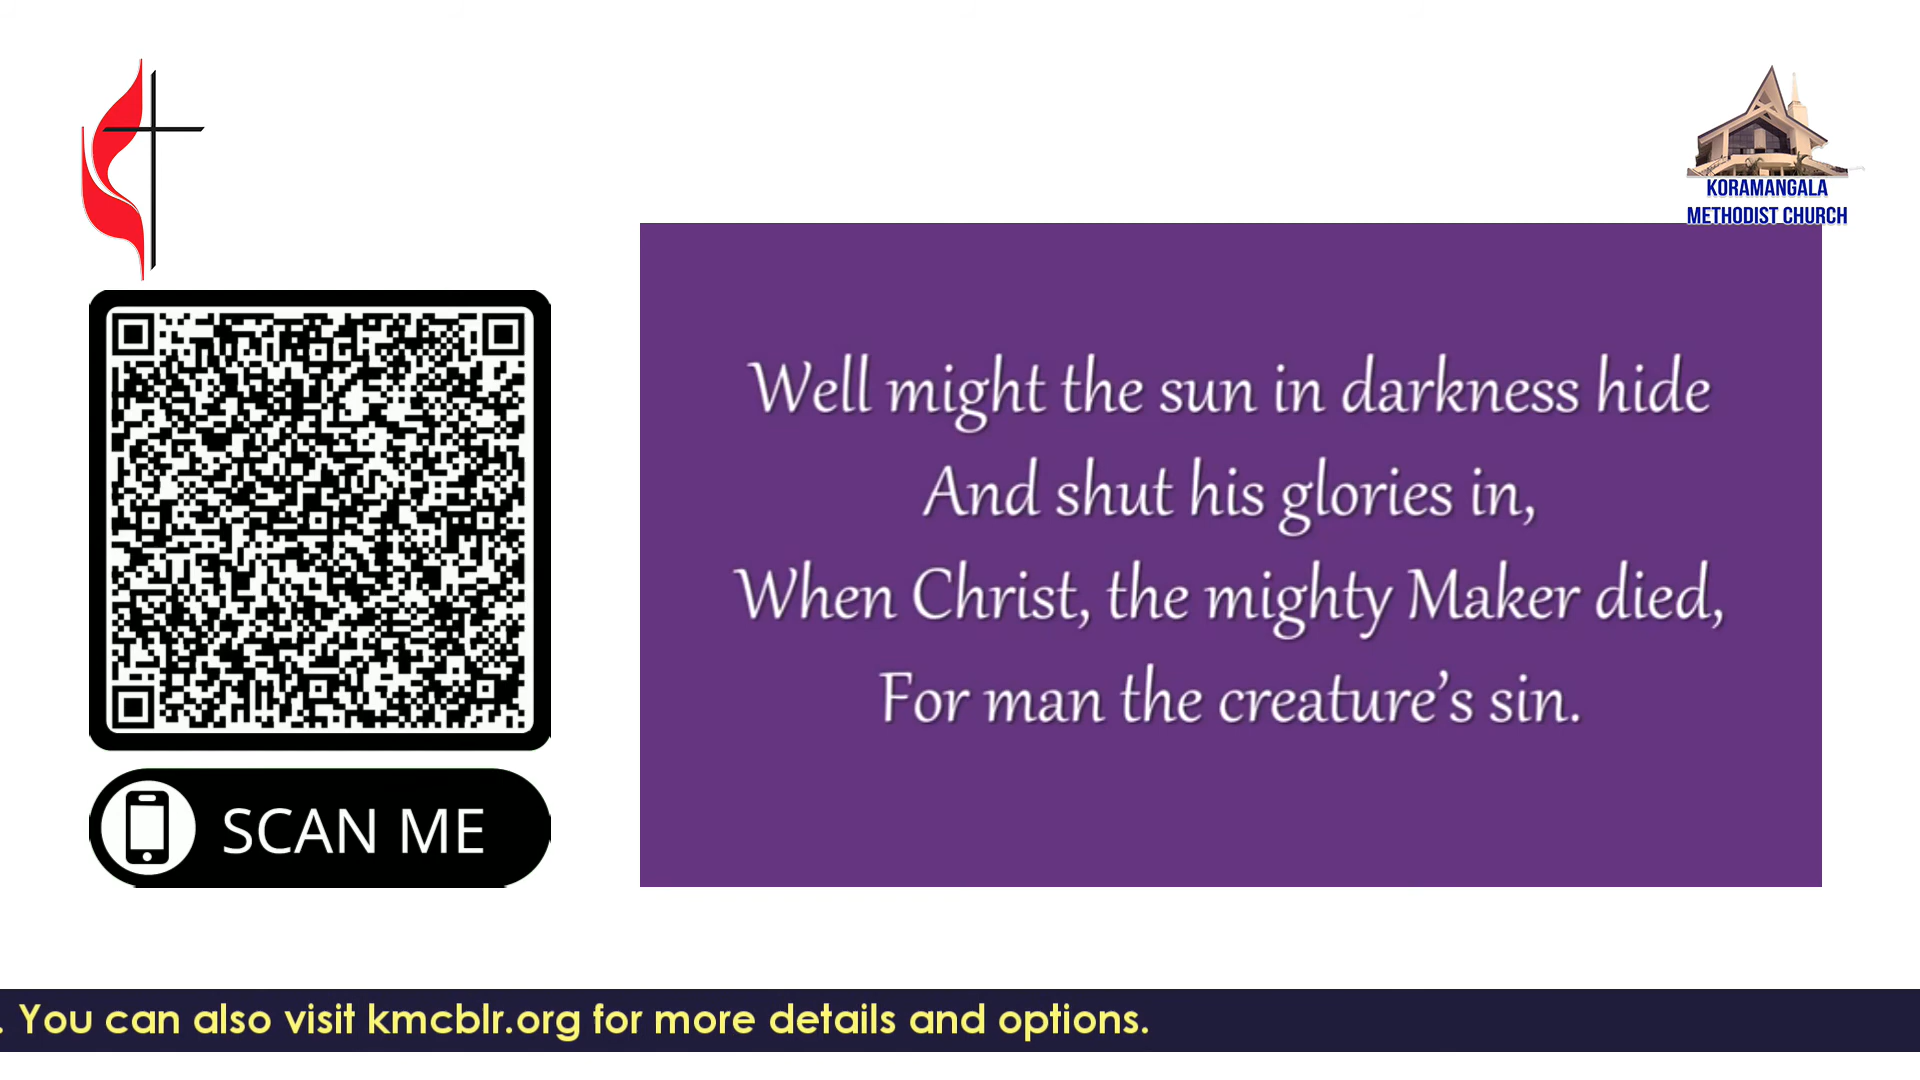 KORAMANGALA
METHODIST CHURCH
Well might the sun in darkness hide
And shut his glories in,
When Christ, the mighty Maker died,
For man the creature’s sin.
SCAN ME
. You can also visit kmcblr.org for more details and options.